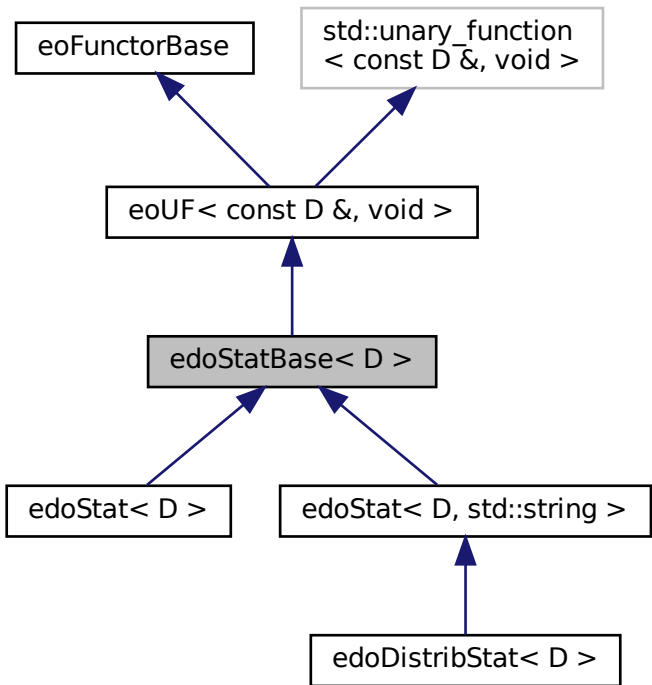 eoFunctorBase
std::unary_function
< const D &, void >
eoUF< const D &, void >
edoStatBase< D >
edoStat< D >
edoStat< D, std::string >
edoDistribStat< D >